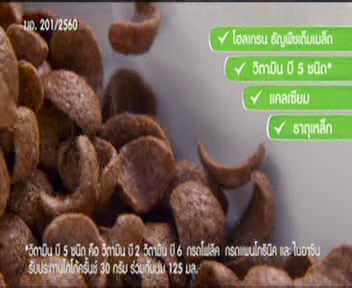 ฆอ. 201/2560
✓ โฮลเกรน ธัญพืชเต็มเมล็ด
✓ วิตามิน บี 5 ชนิด*
✓ แคลเซียม
✓ ธาตุเหล็ก
*วิตามิน บี 5 ชนิด คือ วิตามิน บี 2 วิตามิน บี 6 กรดโฟลิค กรดแพนโทธินิค และ ไนอาซิน
รับประทานโกโก้ครั้นช์ 30 กรัม ร่วมกับนม 125 มล.